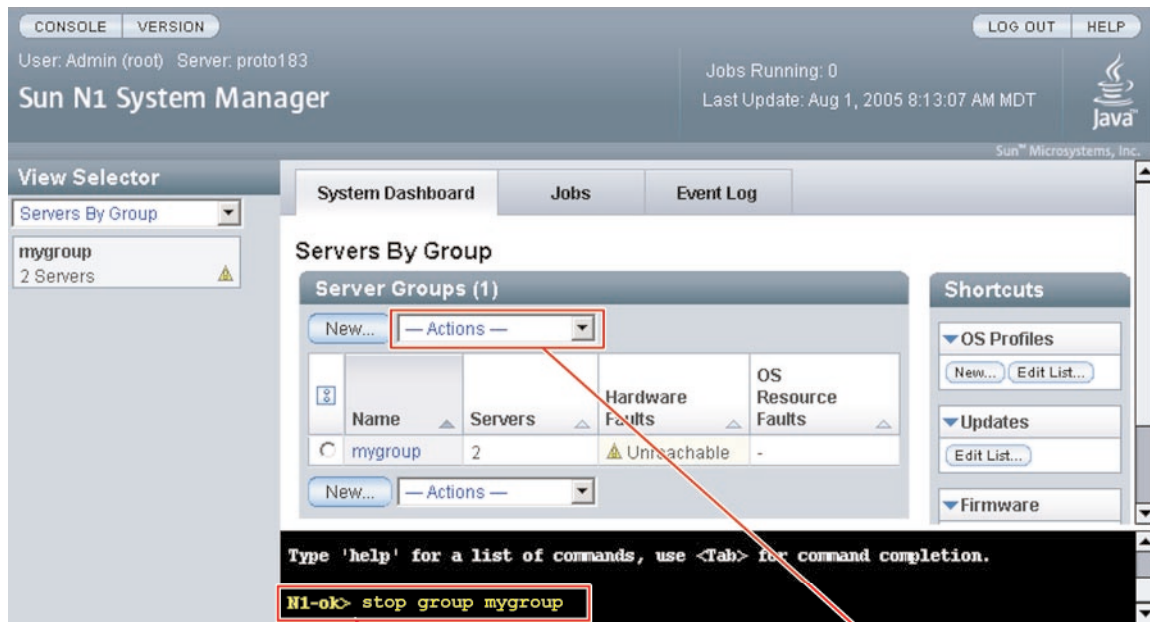 CONSOLE VERSION LOG OUT HELP
User: Admin (root) Server: proto183
Jobs Running: 0
Sun N1 System Manager
Last Update: Aug 1, 2005 8:13:07 AM MDT
Java™
Sun™ Microsystems, Inc.
View Selector
Servers By Group
mygroup
2 Servers
System Dashboard Jobs Event Log
Servers By Group
Server Groups (1)
New... — Actions —
Name Servers Hardware Faults OS Resource Faults
mygroup 2 Unreachable -
New... — Actions —
Shortcuts
OS Profiles
New... Edit List...
Updates
Edit List...
Firmware
Type 'help' for a list of commands, use <Tab> for command completion.
N1-ok> stop group mygroup